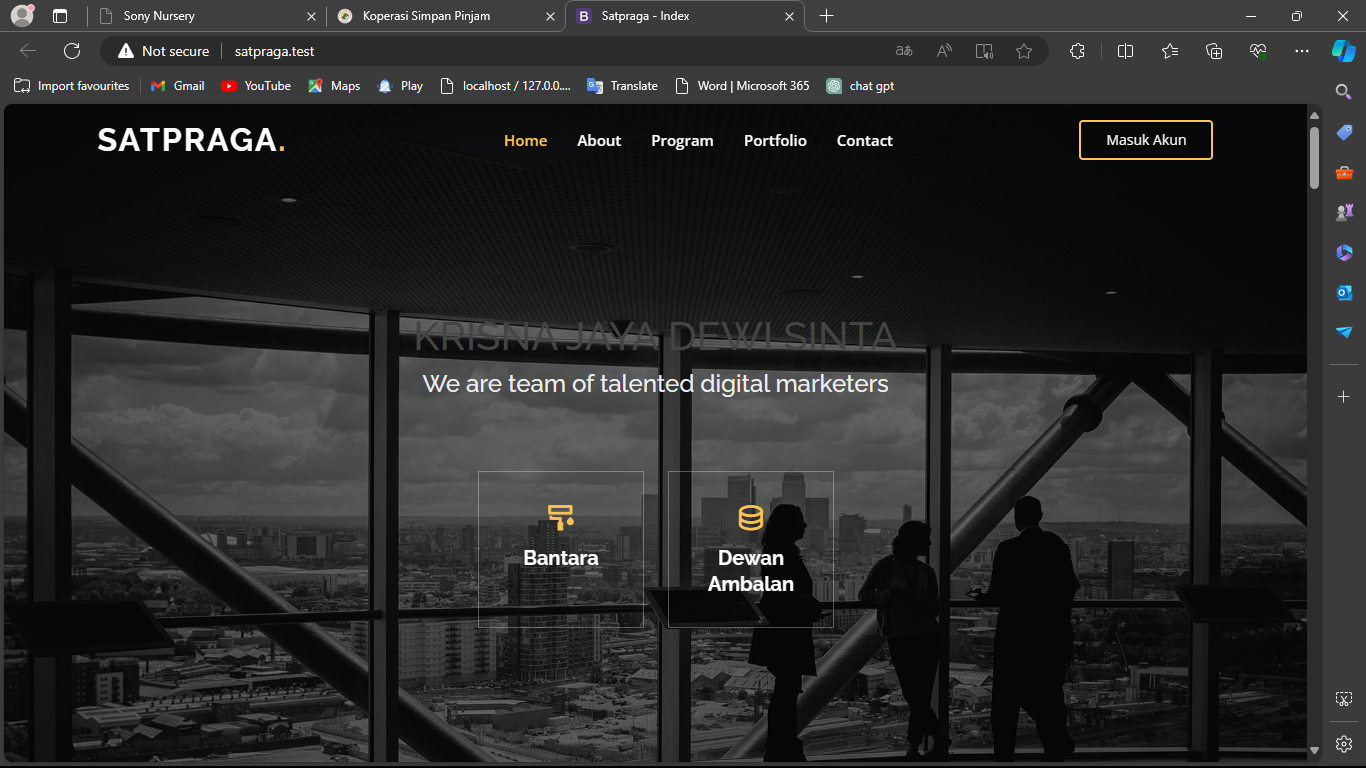 Sony Nursery
Koperasi Simpan Pinjam
Satpraga - Index
Not secure
satpraga.test
Import favourites
Gmail
YouTube
Maps
Play
localhost / 127.0.0....
Translate
Word | Microsoft 365
chat gpt
SATPRAGA.
Home
About
Program
Portfolio
Contact
Masuk Akun
KRISNA JAYA DEWI SINTA
We are team of talented digital marketers
Bantara
Dewan
Ambalan